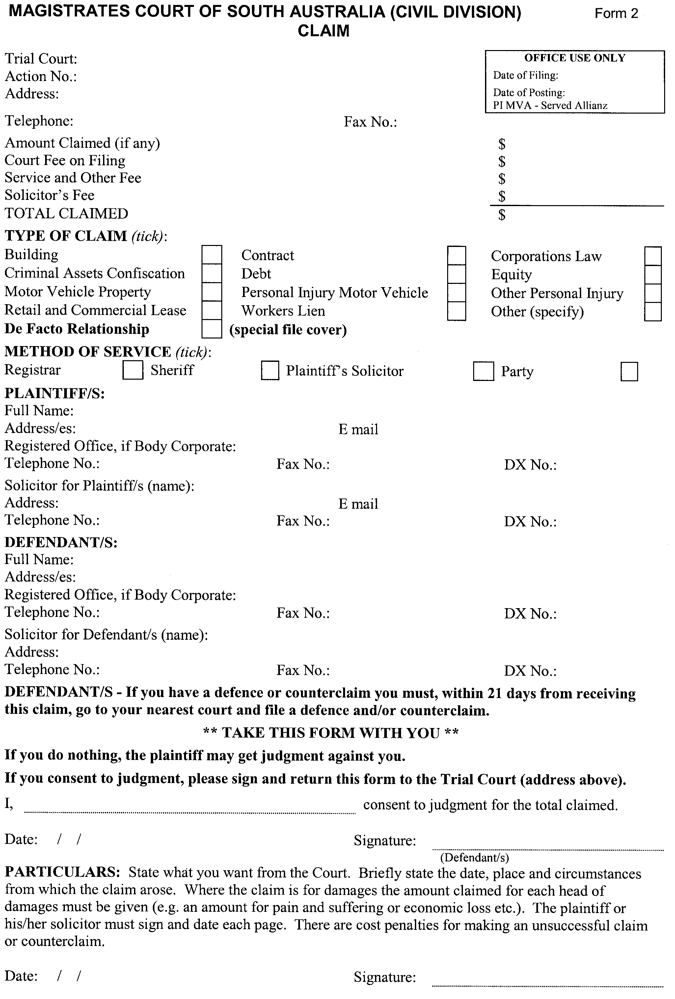 MAGISTRATES COURT OF SOUTH AUSTRALIA (CIVIL DIVISION) Form 2
CLAIM
Trial Court:
Action No.:
Address:
OFFICE USE ONLY
Date of Filing:
Date of Posting:
PI MVA - Served Allianz
Telephone: Fax No.:
Amount Claimed (if any) $
Court Fee on Filing $
Service and Other Fee $
Solicitor's Fee $
TOTAL CLAIMED $
TYPE OF CLAIM (tick):
Building Contract Corporations Law
Criminal Assets Confiscation Debt Equity
Motor Vehicle Property Personal Injury Motor Vehicle Other Personal Injury
Retail and Commercial Lease Workers Lien Other (specify)
De Facto Relationship (special file cover)
METHOD OF SERVICE (tick):
Registrar Sheriff Plaintiff's Solicitor Party
PLAINTIFF/S:
Full Name:
Address/es: E mail
Registered Office, if Body Corporate:
Telephone No.: Fax No.: DX No.:
Solicitor for Plaintiff/s (name):
Address: E mail
Telephone No.: Fax No.: DX No.:
DEFENDANT/S:
Full Name:
Address/es:
Registered Office, if Body Corporate:
Telephone No.: Fax No.: DX No.:
Solicitor for Defendant/s (name):
Address:
Telephone No.: Fax No.: DX No.:
DEFENDANT/S - If you have a defence or counterclaim you must, within 21 days from receiving
this claim, go to your nearest court and file a defence and/or counterclaim.
** TAKE THIS FORM WITH YOU **
If you do nothing, the plaintiff may get judgment against you.
If you consent to judgment, please sign and return this form to the Trial Court (address above).
I, consent to judgment for the total claimed.
Date: / / Signature:
(Defendant/s)
PARTICULARS: State what you want from the Court. Briefly state the date, place and circumstances
from which the claim arose. Where the claim is for damages the amount claimed for each head of
damages must be given (e.g. an amount for pain and suffering or economic loss etc.). The plaintiff or
his/her solicitor must sign and date each page. There are cost penalties for making an unsuccessful claim
or counterclaim.
Date: / / Signature: